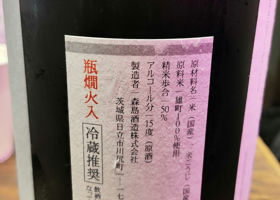 原材料名 米（国産）・米こうじ（国産
原料米 雄町100％使用
精米歩合 50％
アルコール分 15度（原酒）
製造者 森島酒造株式会社
茨城県日立市川尻町
瓶燗火入
冷蔵推奨